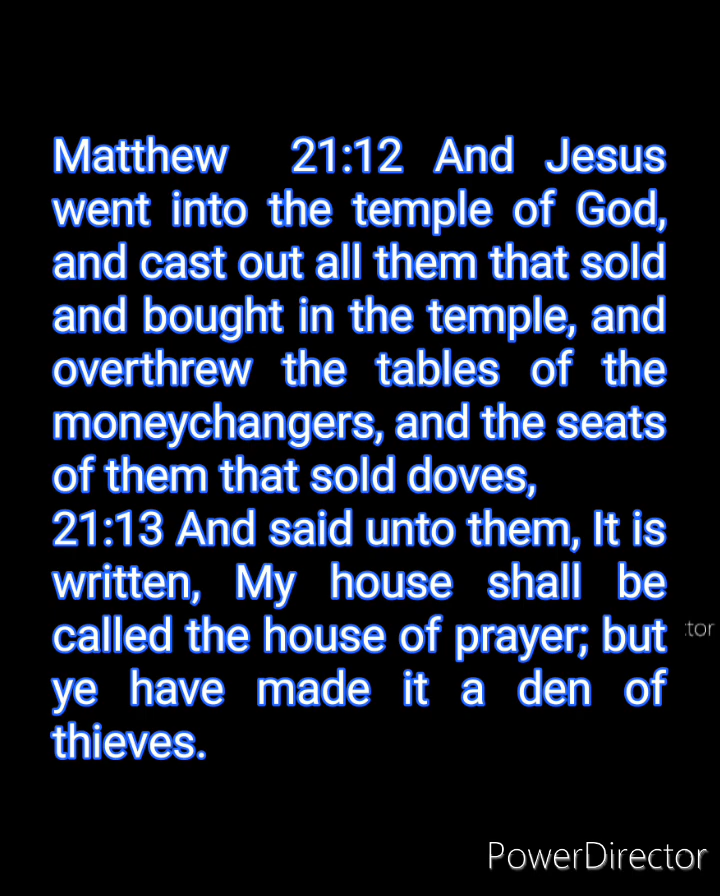 Matthew 21:12 And Jesus
went into the temple of God,
and cast out all them that sold
and bought in the temple, and
overthrew the tables of the
moneychangers, and the seats
of them that sold doves,
21:13 And said unto them, It is
written, My house shall be
called the house of prayer; but
ye have made it a den of
thieves.
tor
PowerDirector